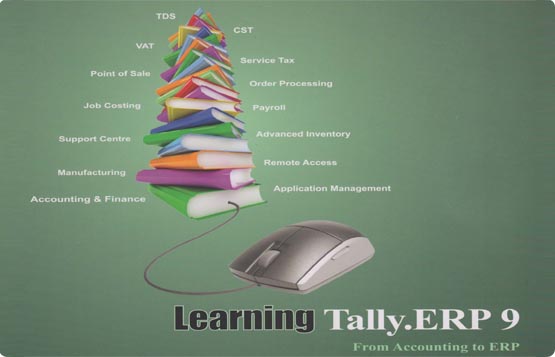 TDS
CST
VAT
Service Tax
Point of Sale
Order Processing
Job Costing
Payroll
Support Centre
Advanced Inventory
Remote Access
Manufacturing
Application Management
Accounting & Finance
Learning Tally.ERP 9
From Accounting to ERP